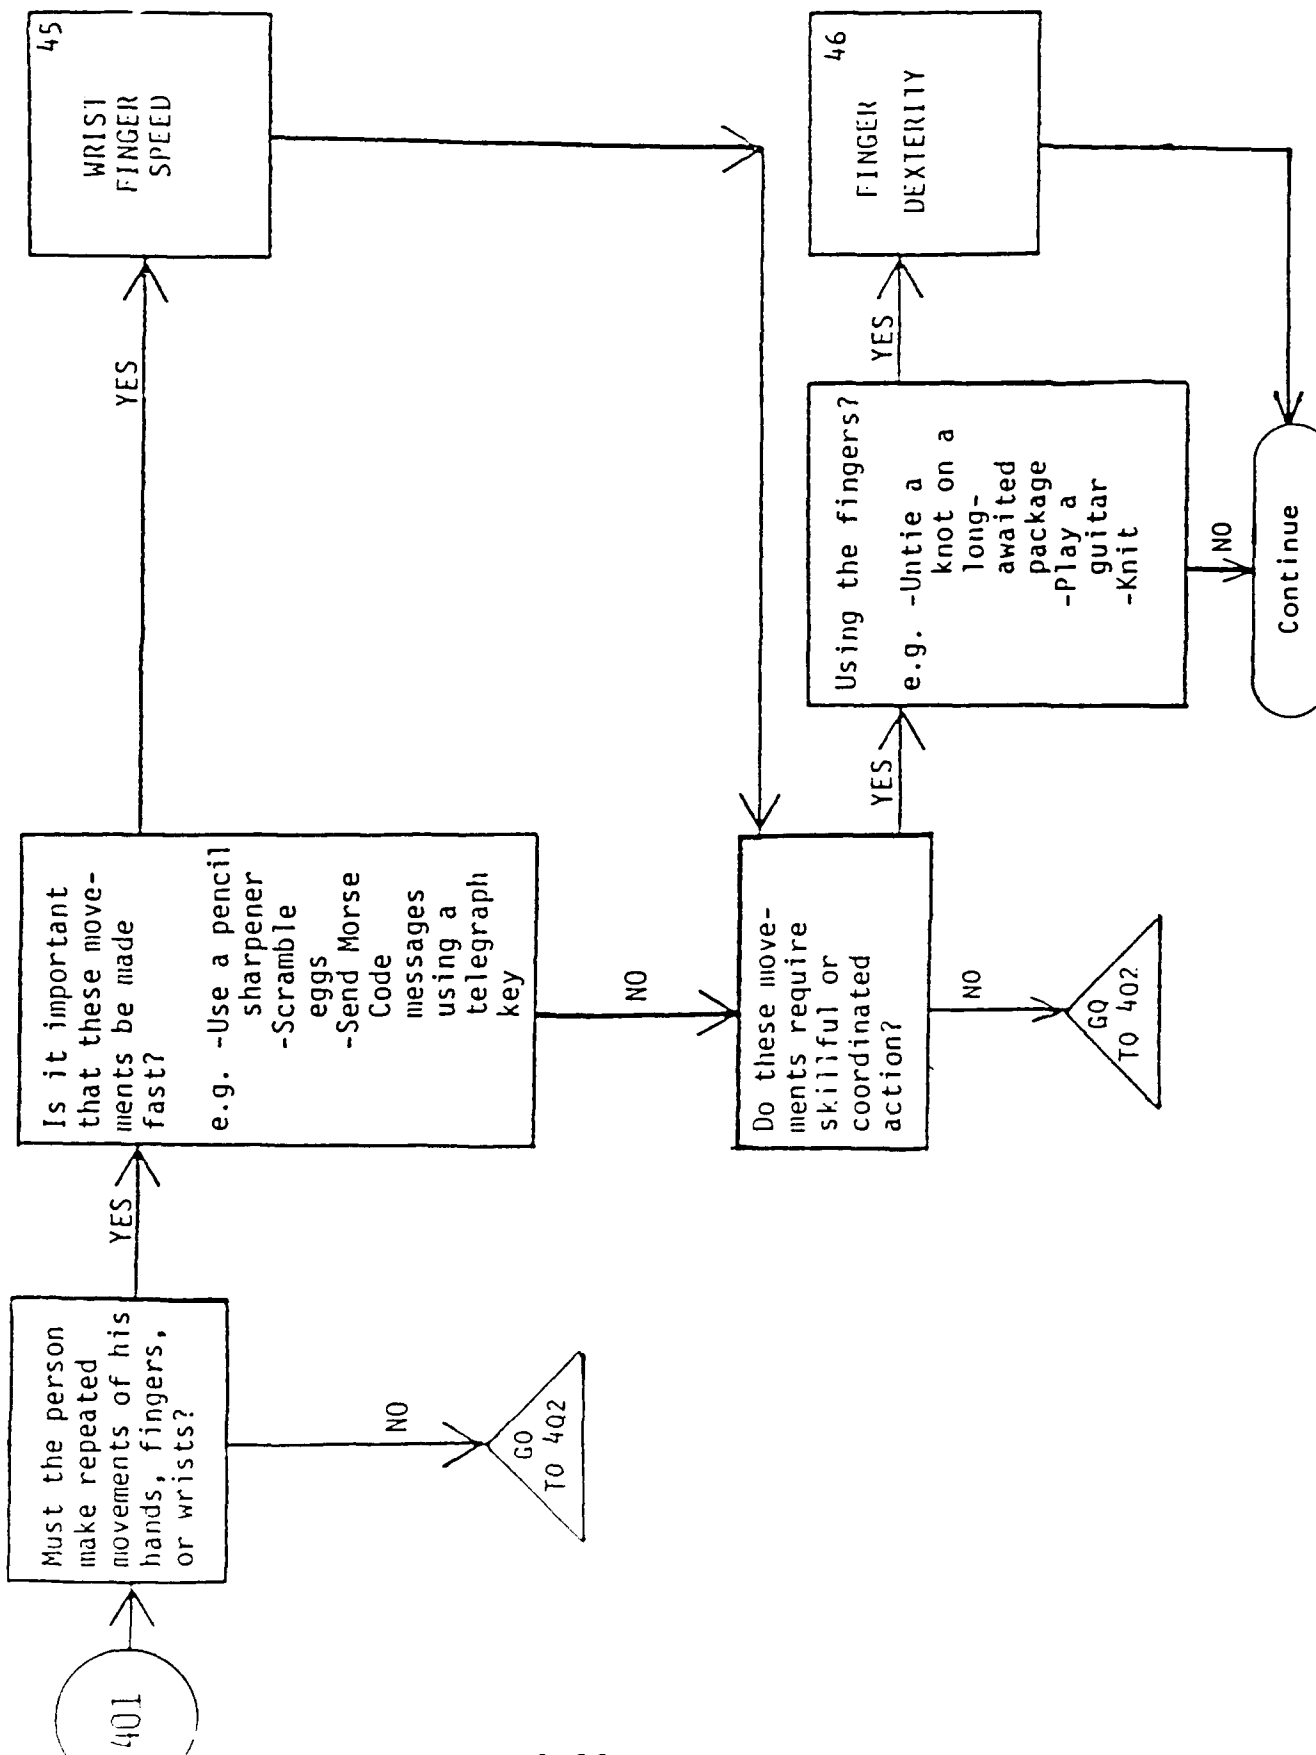 401
Must the person
make repeated
movements of his
hands, fingers,
or wrists?
YES
NO
GO
TO 402
Is it important
that these move-
ments be made
fast?
e.g. -Use a pencil
sharpener
-Scramble
eggs
-Send Morse
Code
messages
using a
telegraph
key
YES
NO
45
WRIST
FINGER
SPEED
Do these move-
ments require
skillful or
coordinated
action?
YES
NO
GO
TO 402
Using the fingers?
e.g. -Untie a
knot on a
long-
awaited
package
-Play a
guitar
-Knit
YES
NO
46
FINGER
DEXTERITY
Continue